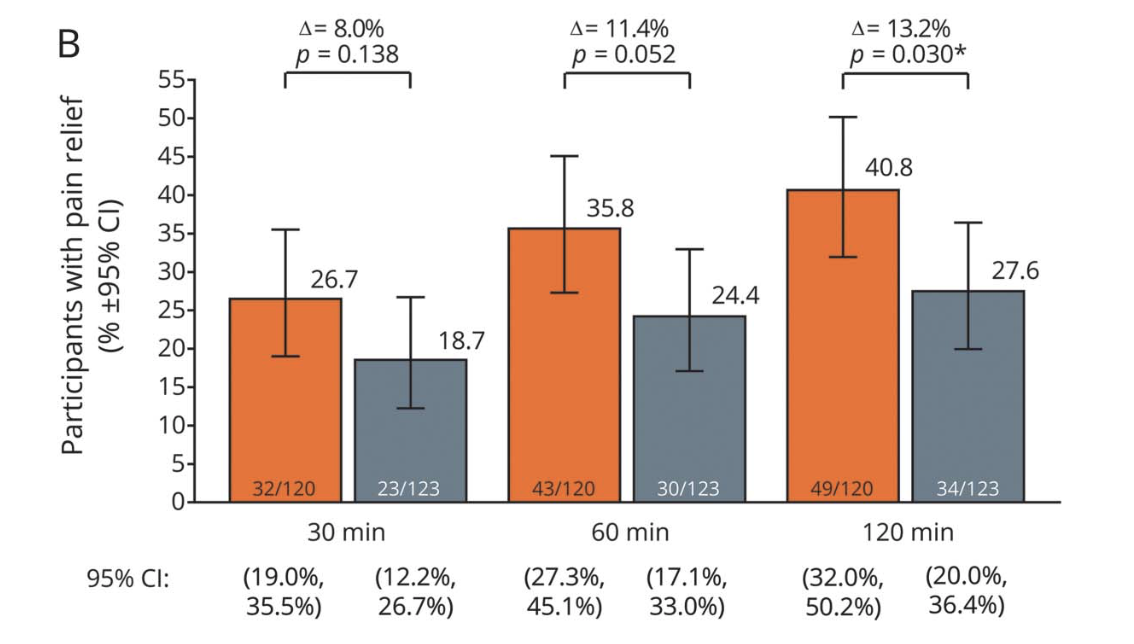 B
Δ= 8.0%
p = 0.138
Δ= 11.4%
p = 0.052
Δ= 13.2%
p = 0.030*
Participants with pain relief
(% ±95% CI)
55
50
45
40
35
30
25
20
15
10
5
0
26.7
18.7
35.8
24.4
40.8
27.6
32/120
23/123
43/120
30/123
49/120
34/123
30 min
60 min
120 min
95% CI:
(19.0%,
35.5%)
(12.2%,
26.7%)
(27.3%,
45.1%)
(17.1%,
33.0%)
(32.0%,
50.2%)
(20.0%,
36.4%)